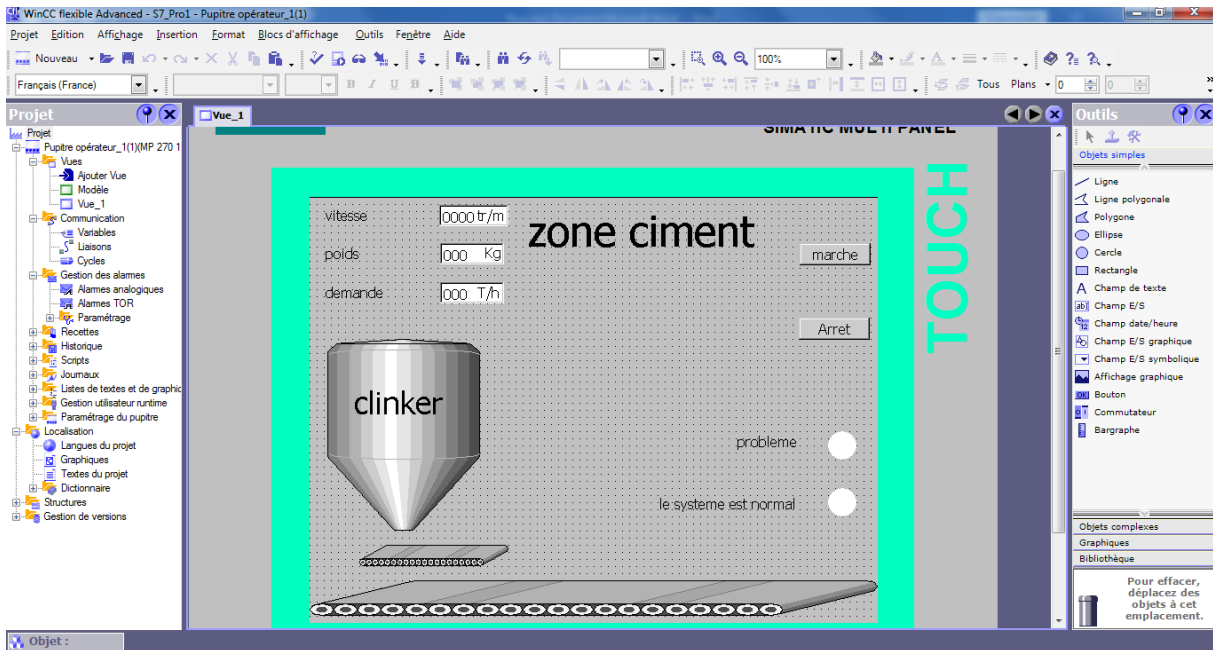 WinCC flexible Advanced - S7_Pro1 - Pupitre opérateur_1(1)
Projet Edition Affichage Insertion Format Blocs d'affichage Outils Fenêtre Aide
Nouveau 100%
Français (France) B I U B Tous Plans 0 0
Projet
Projet
Pupitre opérateur_1(1)(MP 270 1
Vues
Ajouter Vue
Modèle
Vue_1
Communication
Variables
Liaisons
Cycles
Gestion des alarmes
Alarmes analogiques
Alarmes TOR
Paramétrage
Recettes
Historique
Scripts
Journaux
Listes de textes et de graphic
Gestion utilisateur runtime
Paramétrage du pupitre
Localisation
Langues du projet
Graphiques
Textes du projet
Dictionnaire
Structures
Gestion de versions
Vue_1
SIMATIC MULTI PANEL
TOUCH
vitesse 0000 tr/m
zone ciment
poids 000 Kg
marche
demande 000 T/h
Arret
clinker
probleme
le systeme est normal
Outils
Objets simples
Ligne
Ligne polygonale
Polygone
Ellipse
Cercle
Rectangle
A Champ de texte
ab Champ E/S
12 Champ date/heure
Champ E/S graphique
Champ E/S symbolique
Affichage graphique
OK Bouton
Commutateur
Bargraphe
Objets complexes
Graphiques
Bibliothèque
Pour effacer,
déplacez des
objets à cet
emplacement.
Objet :